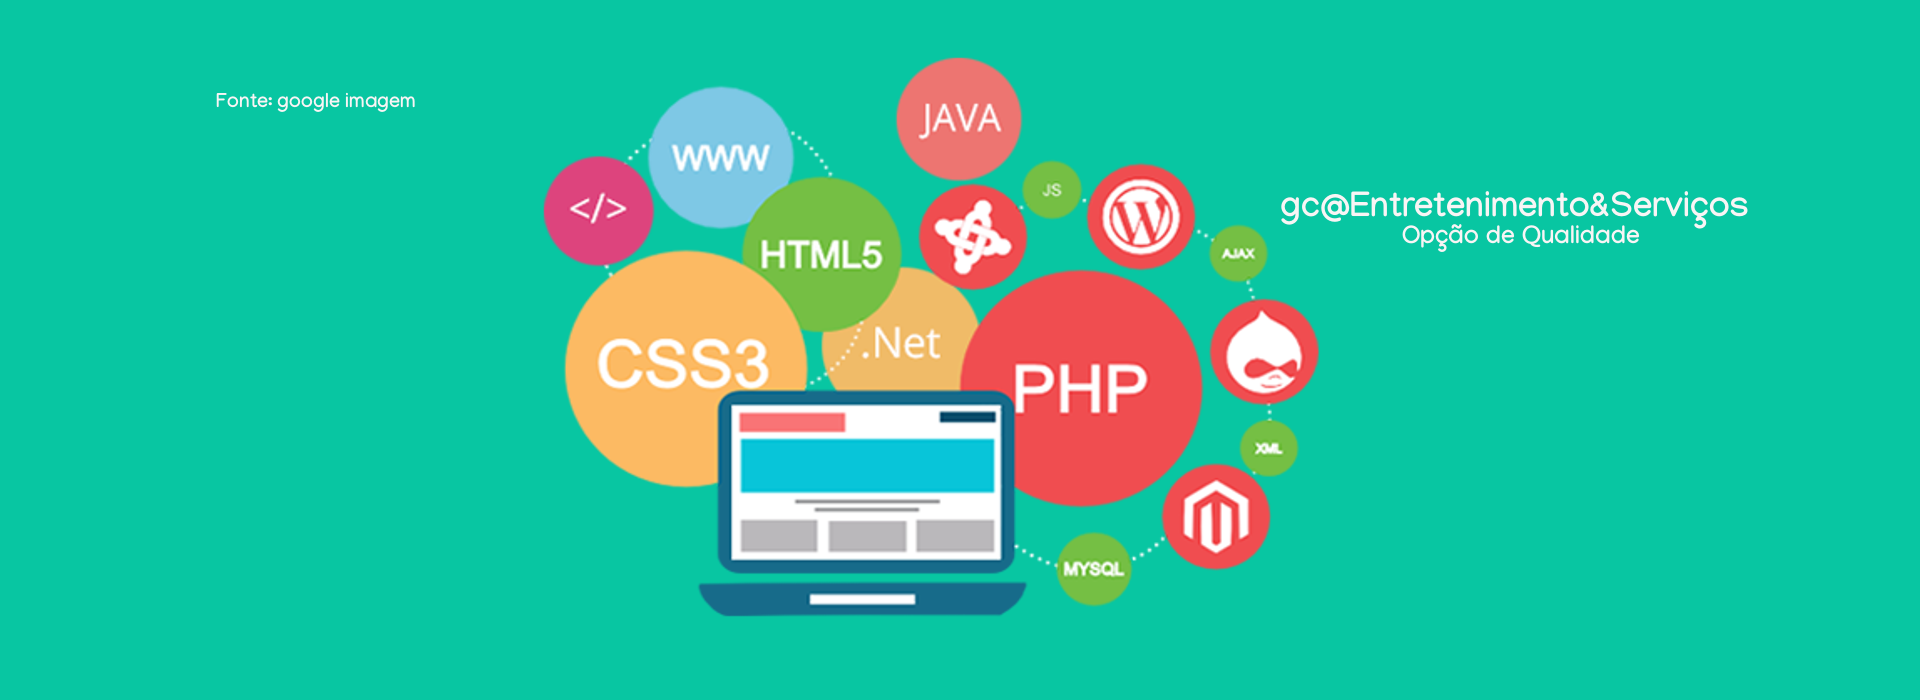 Fonte: google imagem
JAVA
WWW
JS
</>
gc@Entretenimento&Serviços
Opção de Qualidade
HTML5
AJAX
.Net
CSS3
PHP
XML
MYSQL